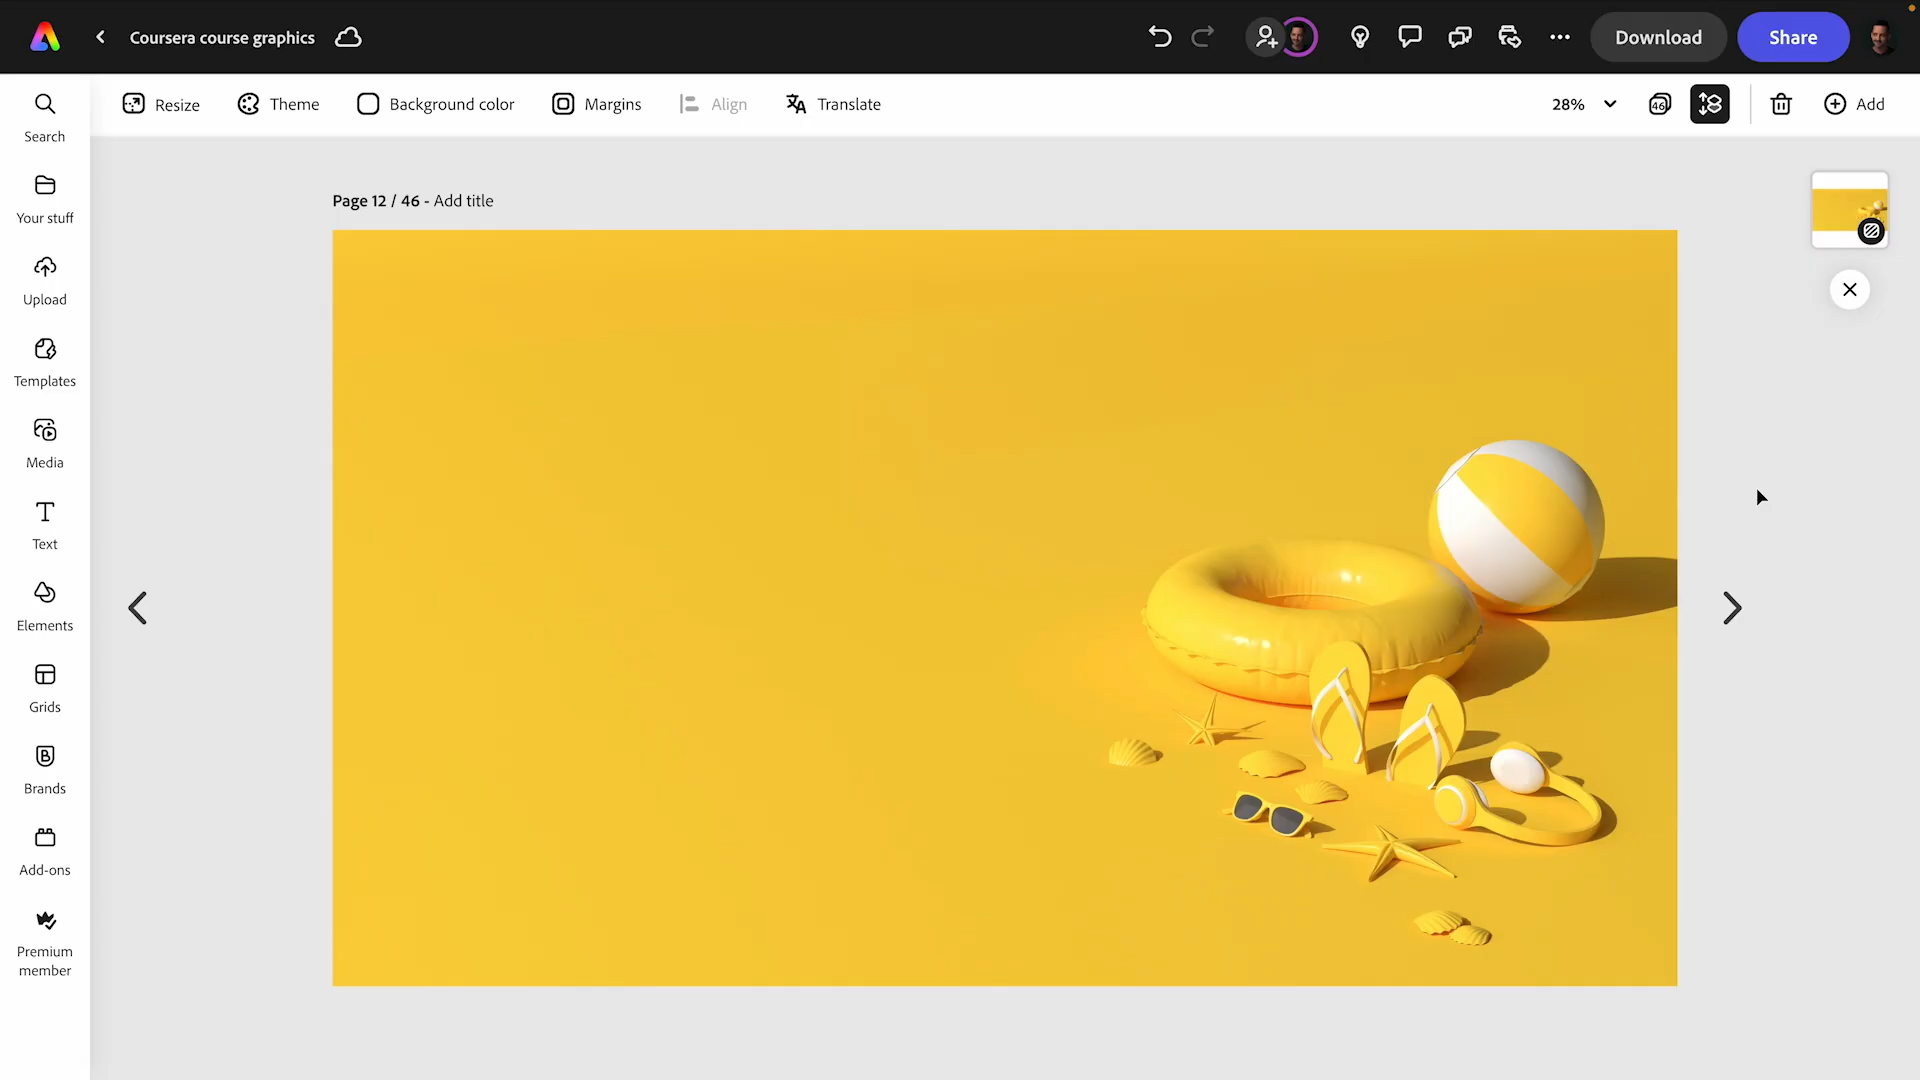 Coursera course graphics
Download
Share
Resize
Theme
Background color
Margins
Align
Translate
28%
46
Add
Search
Your stuff
Upload
Templates
Media
Text
Elements
Grids
Brands
Add-ons
Premium
member
Page 12 / 46 - Add title